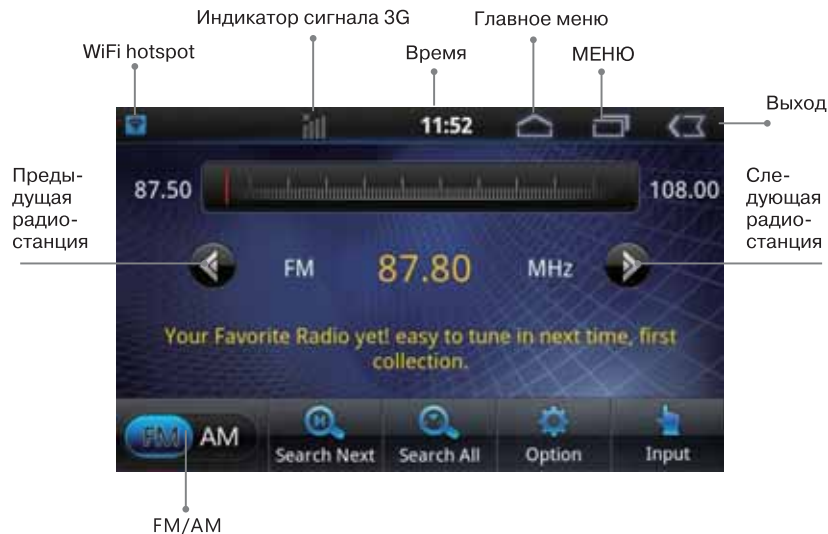 Индикатор сигнала 3G
Главное меню
WiFi hotspot
Время
МЕНЮ
Выход
11:52
Преды-
дущая
радио-
станция
87.50
108.00
Сле-
дующая
радио-
станция
FM
87.80
MHz
Your Favorite Radio yet! easy to tune in next time, first
collection.
FM
AM
Search Next
Search All
Option
Input
FM/AM